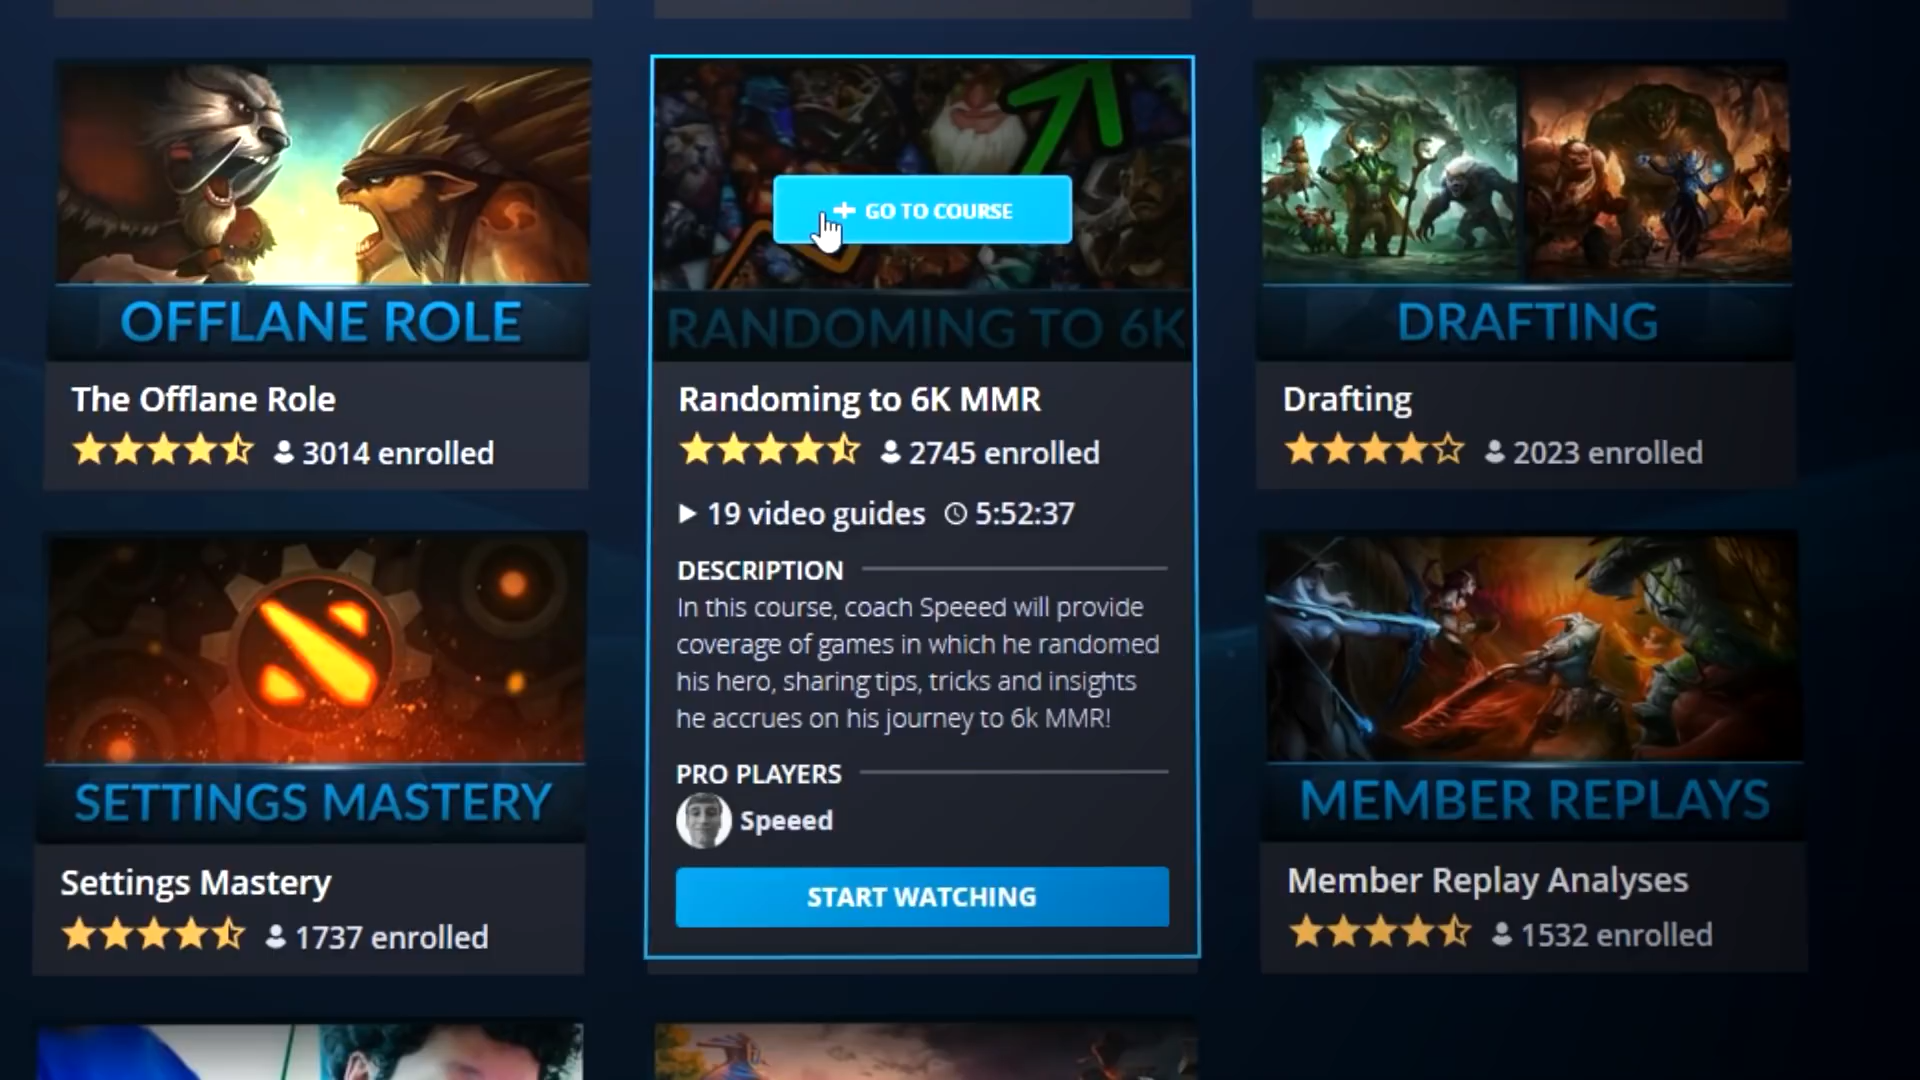 OFFLANE ROLE
The Offlane Role
3014 enrolled
GO TO COURSE
RANDOMING TO 6K
Randoming to 6K MMR
2745 enrolled
19 video guides 5:52:37
DESCRIPTION
In this course, coach Speeed will provide
coverage of games in which he randomed
his hero, sharing tips, tricks and insights
he accrues on his journey to 6k MMR!
PRO PLAYERS
Speeed
START WATCHING
DRAFTING
Drafting
2023 enrolled
SETTINGS MASTERY
Settings Mastery
1737 enrolled
MEMBER REPLAYS
Member Replay Analyses
1532 enrolled